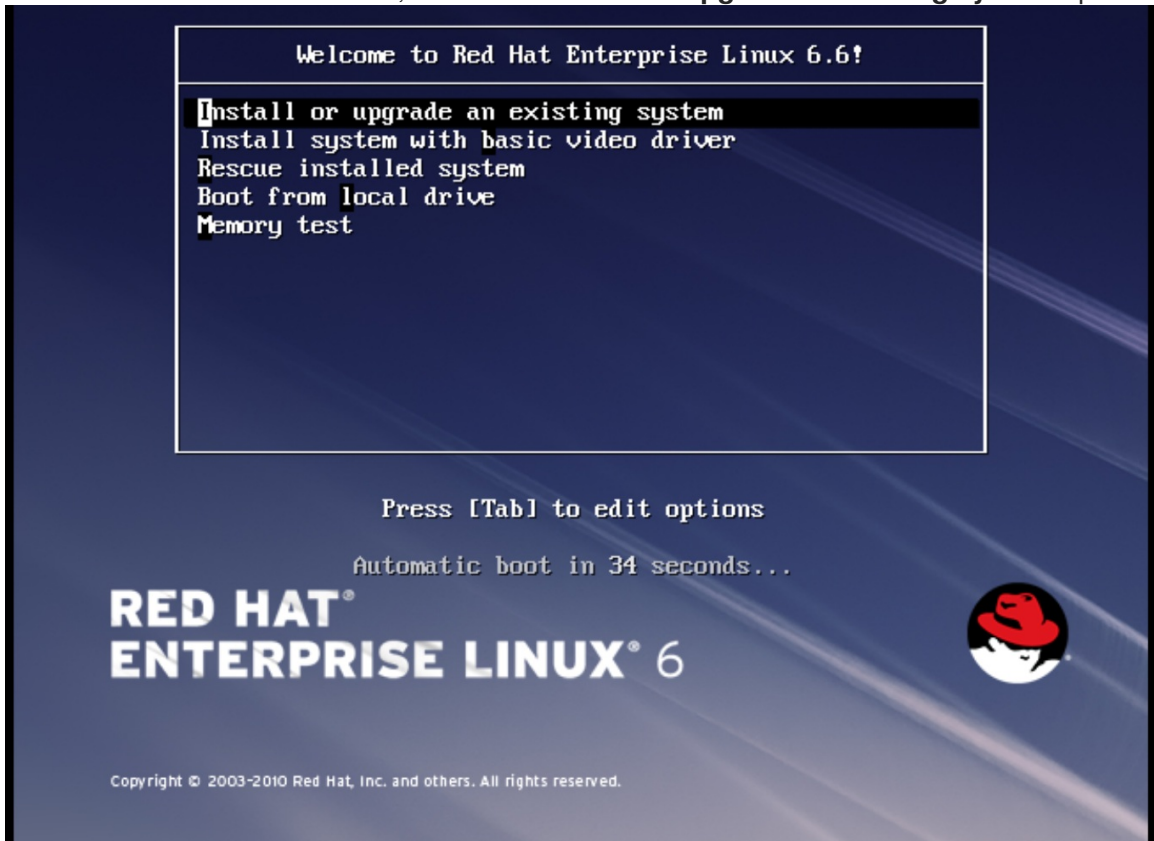 Welcome to Red Hat Enterprise Linux 6.6!
Install or upgrade an existing system
Install system with basic video driver
Rescue installed system
Boot from local drive
Memory test
Press [Tab] to edit options
Automatic boot in 34 seconds...
RED HAT®
ENTERPRISE LINUX® 6
Copyright © 2003-2010 Red Hat, Inc. and others. All rights reserved.